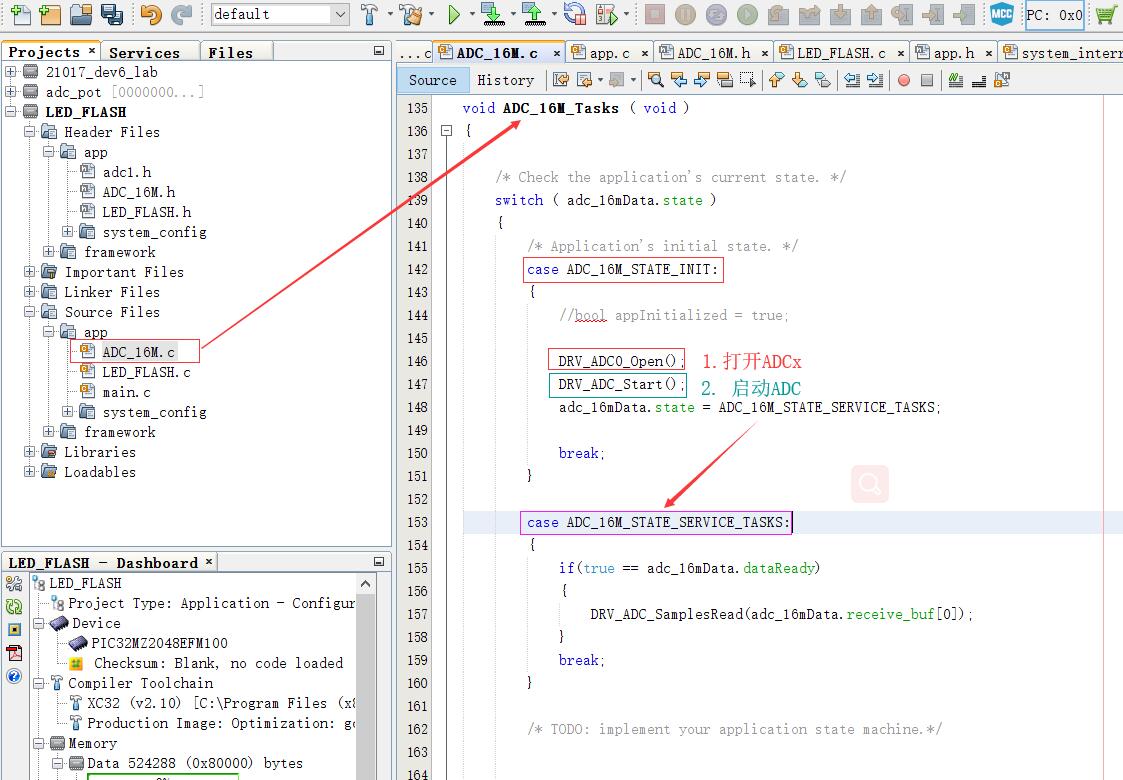 default
PC: 0x0
MCC
Projects
Services
Files
...c
ADC_16M.c
app.c
ADC_16M.h
LED_FLASH.c
app.h
system_interr
Source
History
21017_dev6_lab
adc_pot [0000000...]
LED_FLASH
Header Files
app
adc1.h
ADC_16M.h
LED_FLASH.h
system_config
framework
Important Files
Linker Files
Source Files
app
ADC_16M.c
LED_FLASH.c
main.c
system_config
framework
Libraries
Loadables
LED_FLASH - Dashboard
LED_FLASH
Project Type: Application - Configur
Device
PIC32MZ2048EFM100
Checksum: Blank, no code loaded
Compiler Toolchain
XC32 (v2.10) [C:\Program Files (x8
Production Image: Optimization: gc
Memory
Data 524288 (0x80000) bytes
0%
135 void ADC_16M_Tasks ( void )
136 {
137
138 /* Check the application's current state. */
139 switch ( adc_16mData.state )
140 {
141 /* Application's initial state. */
142 case ADC_16M_STATE_INIT:
143 {
144 //bool appInitialized = true;
145
146 DRV_ADC0_Open(); 1.打开ADCx
147 DRV_ADC_Start(); 2. 启动ADC
148 adc_16mData.state = ADC_16M_STATE_SERVICE_TASKS;
149
150 break;
151 }
152
153 case ADC_16M_STATE_SERVICE_TASKS:
154 {
155 if(true == adc_16mData.dataReady)
156 {
157 DRV_ADC_SamplesRead(adc_16mData.receive_buf[0]);
158 }
159 break;
160 }
161
162 /* TODO: implement your application state machine.*/
163
164